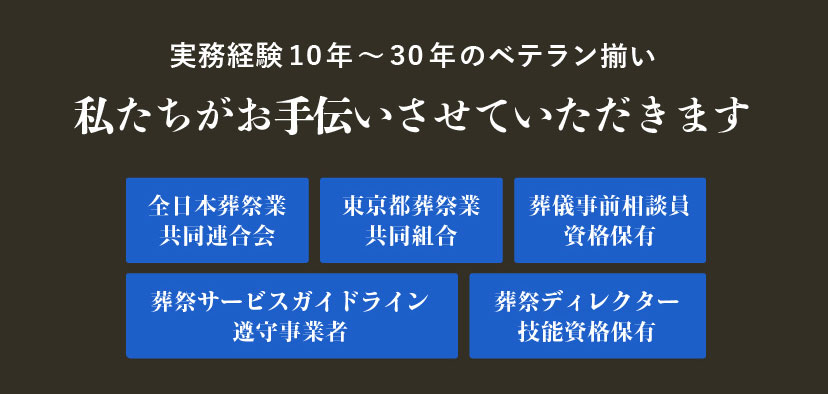 実務経験10年～30年のベテラン揃い
私たちがお手伝いさせていただきます
全日本葬祭業
共同連合会
東京都葬祭業
共同組合
葬儀事前相談員
資格保有
葬祭サービスガイドライン
遵守事業者
葬祭ディレクター
技能資格保有